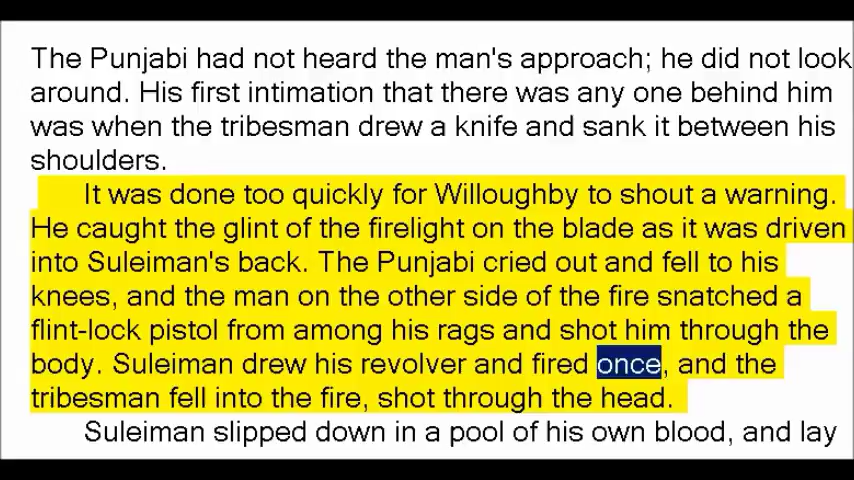 The Punjabi had not heard the man's approach; he did not look
around. His first intimation that there was any one behind him
was when the tribesman drew a knife and sank it between his
shoulders.
It was done too quickly for Willoughby to shout a warning.
He caught the glint of the firelight on the blade as it was driven
into Suleiman's back. The Punjabi cried out and fell to his
knees, and the man on the other side of the fire snatched a
flint-lock pistol from among his rags and shot him through the
body. Suleiman drew his revolver and fired once, and the
tribesman fell into the fire, shot through the head.
Suleiman slipped down in a pool of his own blood, and lay